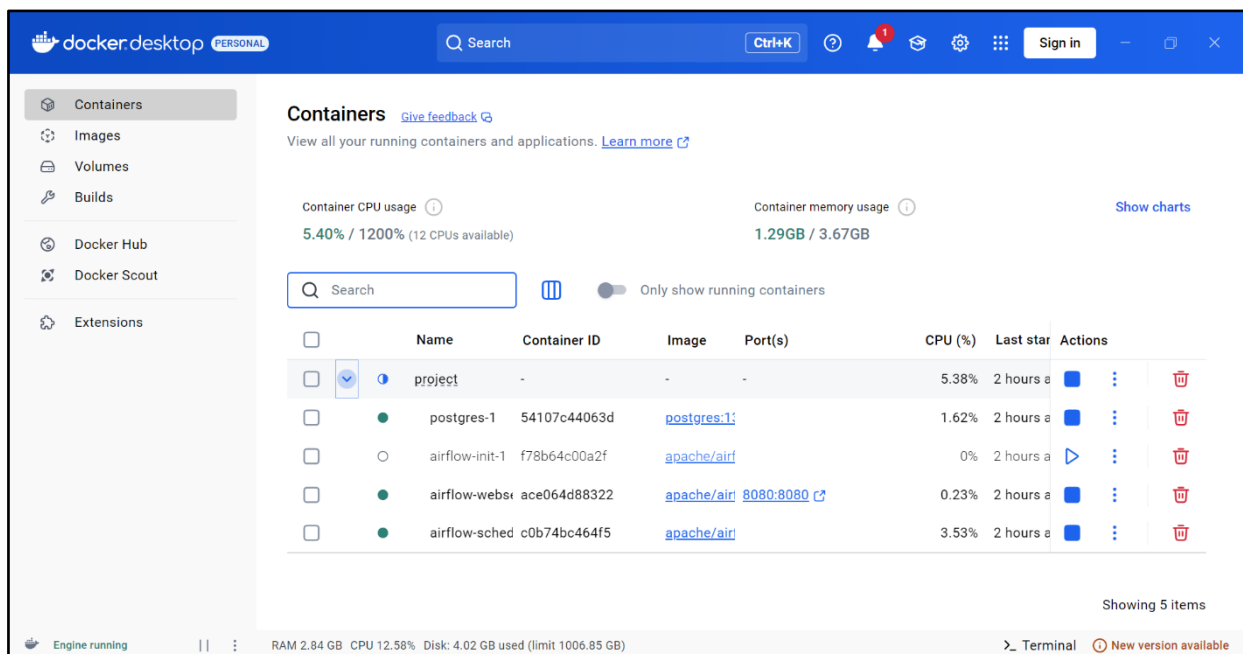 docker desktop PERSONAL Search Ctrl+K 1 Sign in
Containers
Images
Volumes
Builds
Docker Hub
Docker Scout
Extensions
Containers Give feedback
View all your running containers and applications. Learn more
Container CPU usage
5.40% / 1200% (12 CPUs available)
Container memory usage
1.29GB / 3.67GB
Show charts
Search Only show running containers
Name Container ID Image Port(s) CPU (%) Last star Actions
project - - - 5.38% 2 hours a
postgres-1 54107c44063d postgres:13 1.62% 2 hours a
airflow-init-1 f78b64c00a2f apache/airf 0% 2 hours a
airflow-webse ace064d88322 apache/airf 8080:8080 0.23% 2 hours a
airflow-sched c0b74bc464f5 apache/airf 3.53% 2 hours a
Showing 5 items
Engine running RAM 2.84 GB CPU 12.58% Disk: 4.02 GB used (limit 1006.85 GB) >_ Terminal New version available